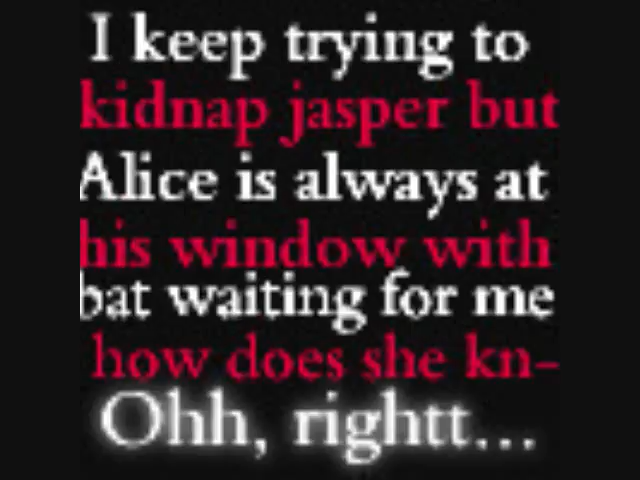 I keep trying to
kidnap jasper but
Alice is always at
his window with
bat waiting for me
how does she kn-
Ohh, rightt...